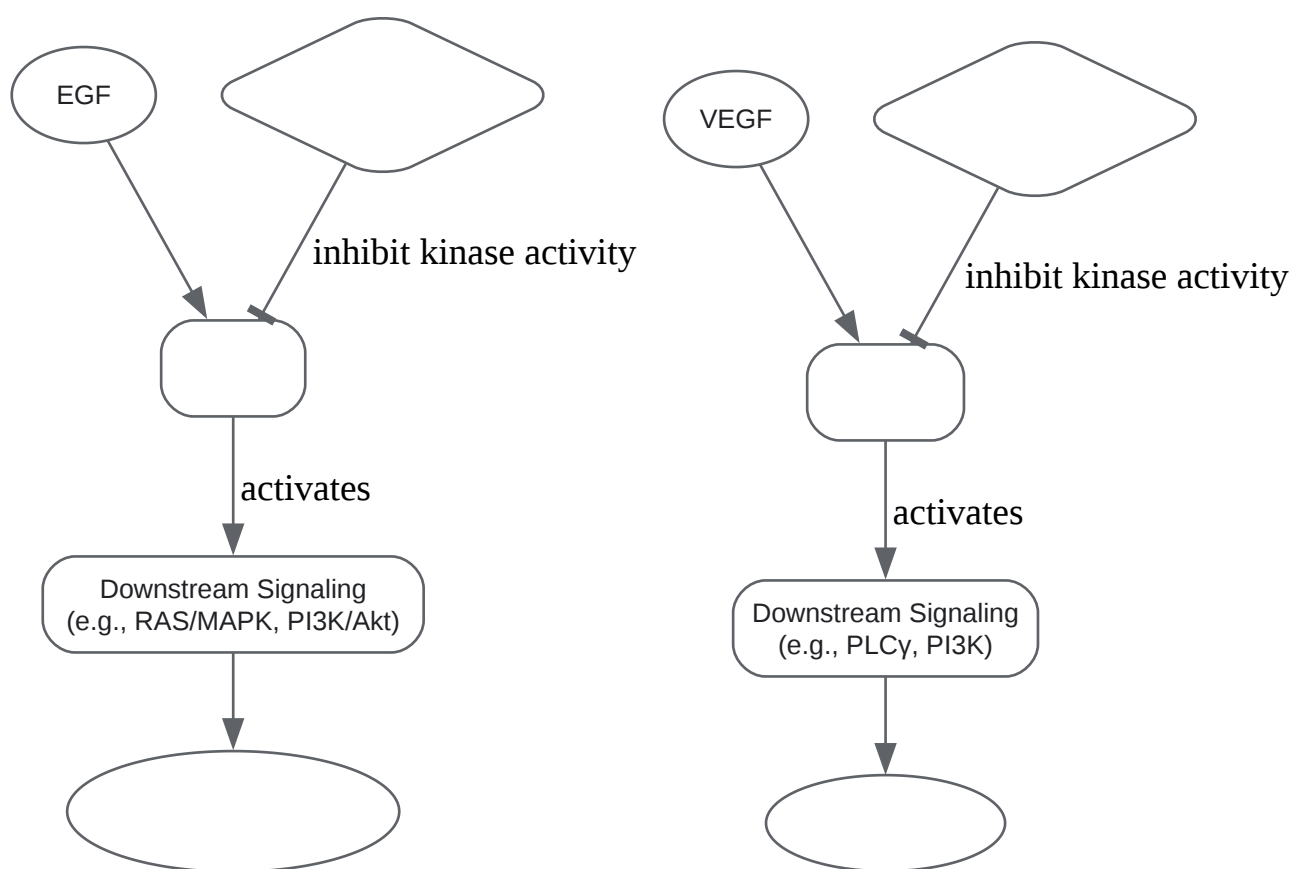 EGF
inhibit kinase activity
activates
Downstream Signaling
(e.g., RAS/MAPK, PI3K/Akt)
VEGF
inhibit kinase activity
activates
Downstream Signaling
(e.g., PLCγ, PI3K)